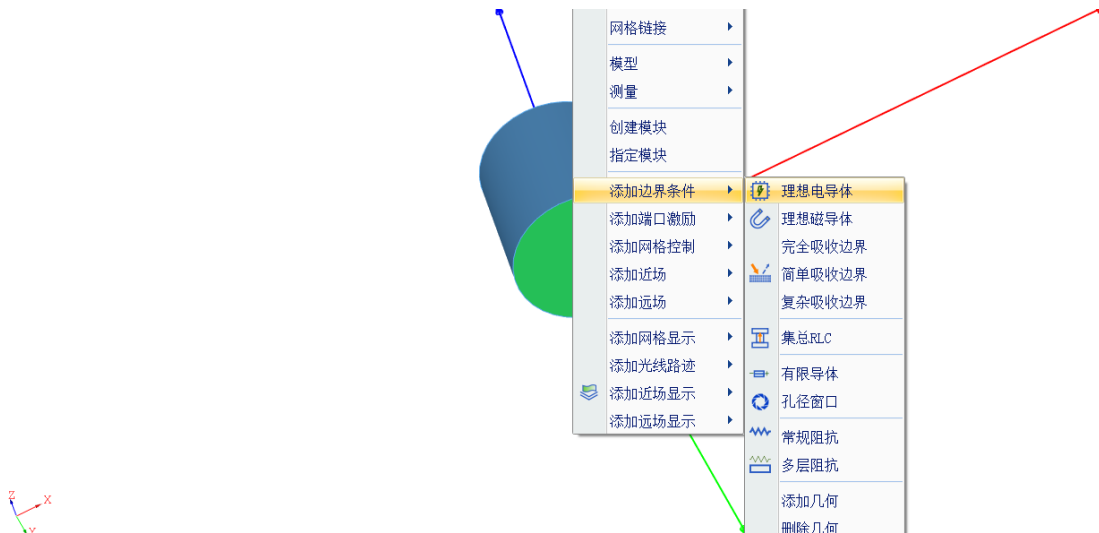 网格链接
模型
测量
创建模块
指定模块
添加边界条件
添加端口激励
添加网格控制
添加近场
添加远场
添加网格显示
添加光线路迹
添加近场显示
添加远场显示
理想电导体
理想磁导体
完全吸收边界
简单吸收边界
复杂吸收边界
集总RLC
有限导体
孔径窗口
常规阻抗
多层阻抗
添加几何
删除几何
Z
X
Y